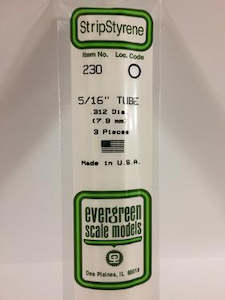 StripStyrene
Item No. Loc. Code
230
5/16" TUBE
.312 Dia.
(7.9 mm)
3 Pieces
Made in U.S.A.
evergreen
scale models
Des Plaines, IL 60018